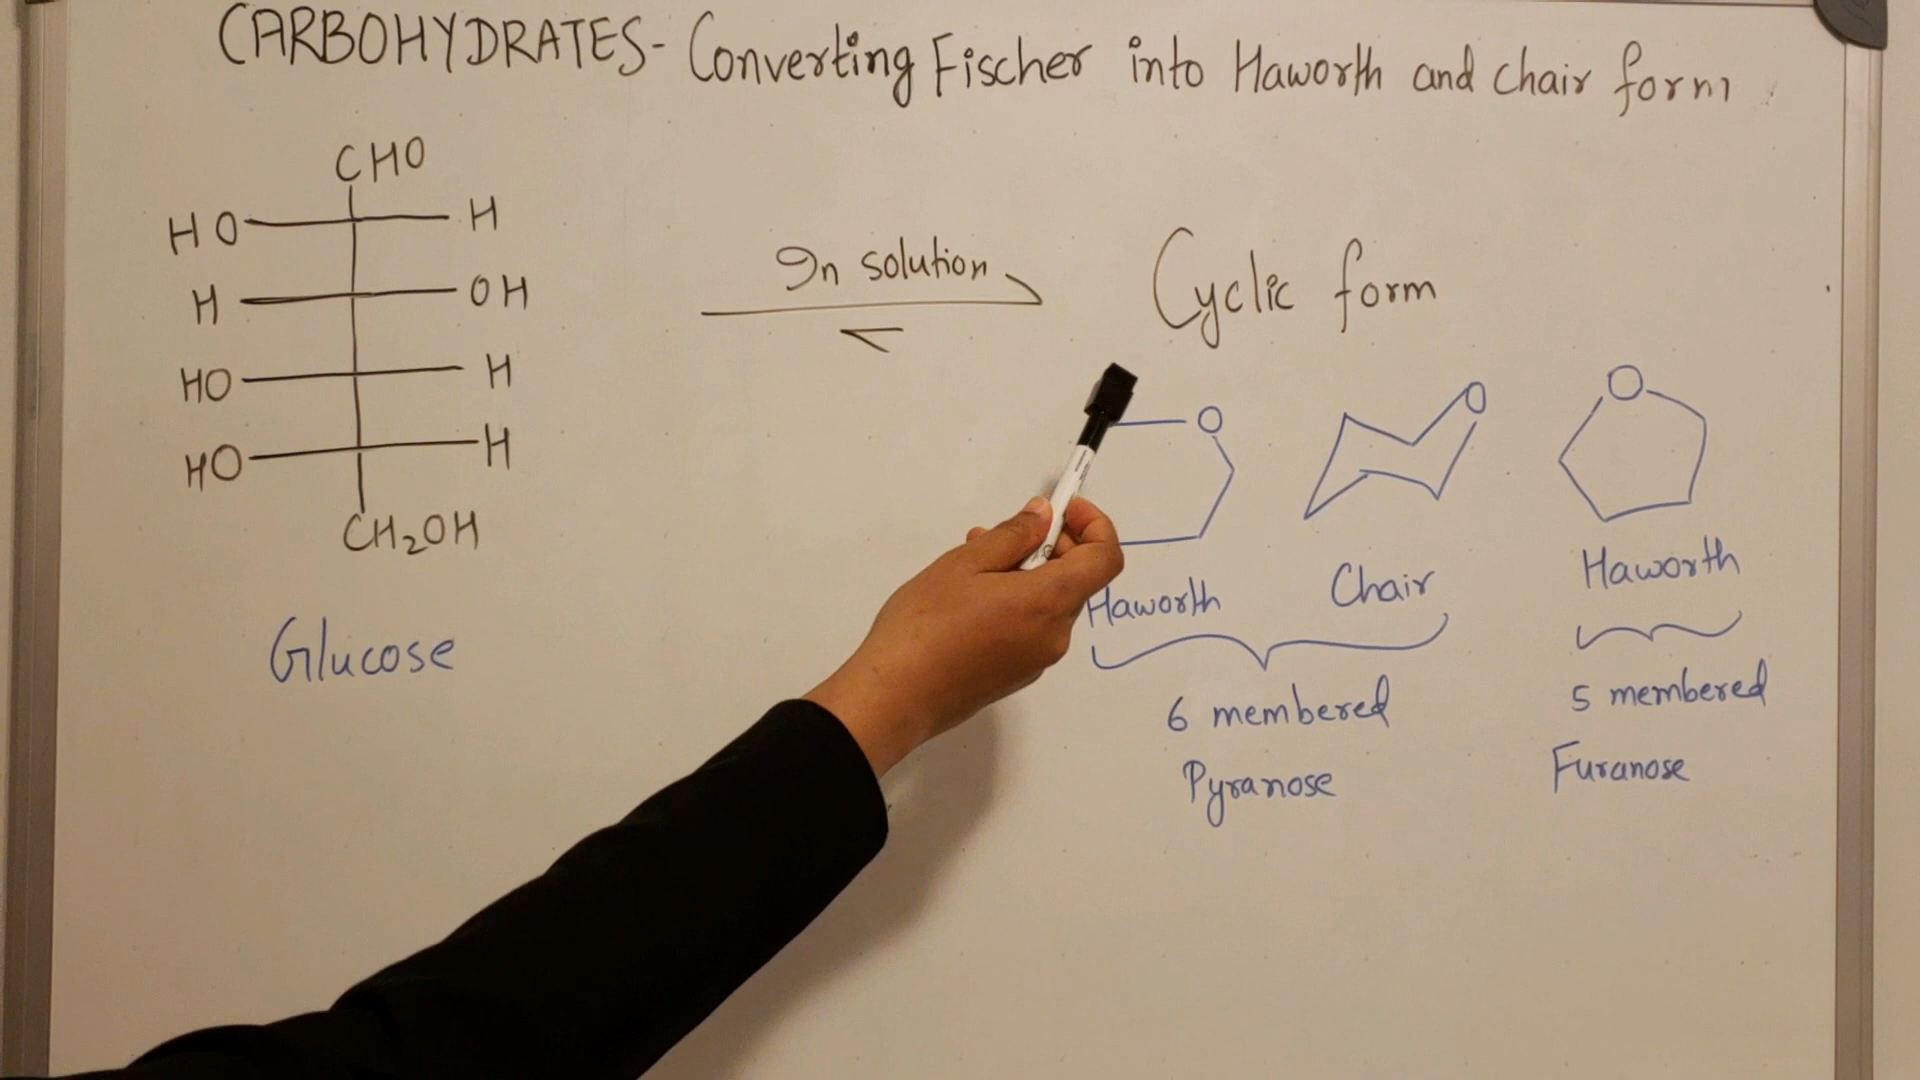 CARBOHYDRATES - Converting Fischer into Haworth and chair form
CHO
HO H
H OH
HO H
HO H
CH₂OH
Glucose
In solution
Cyclic form
O
O
O
Haworth
Chair
Haworth
6 membered
Pyranose
5 membered
Furanose